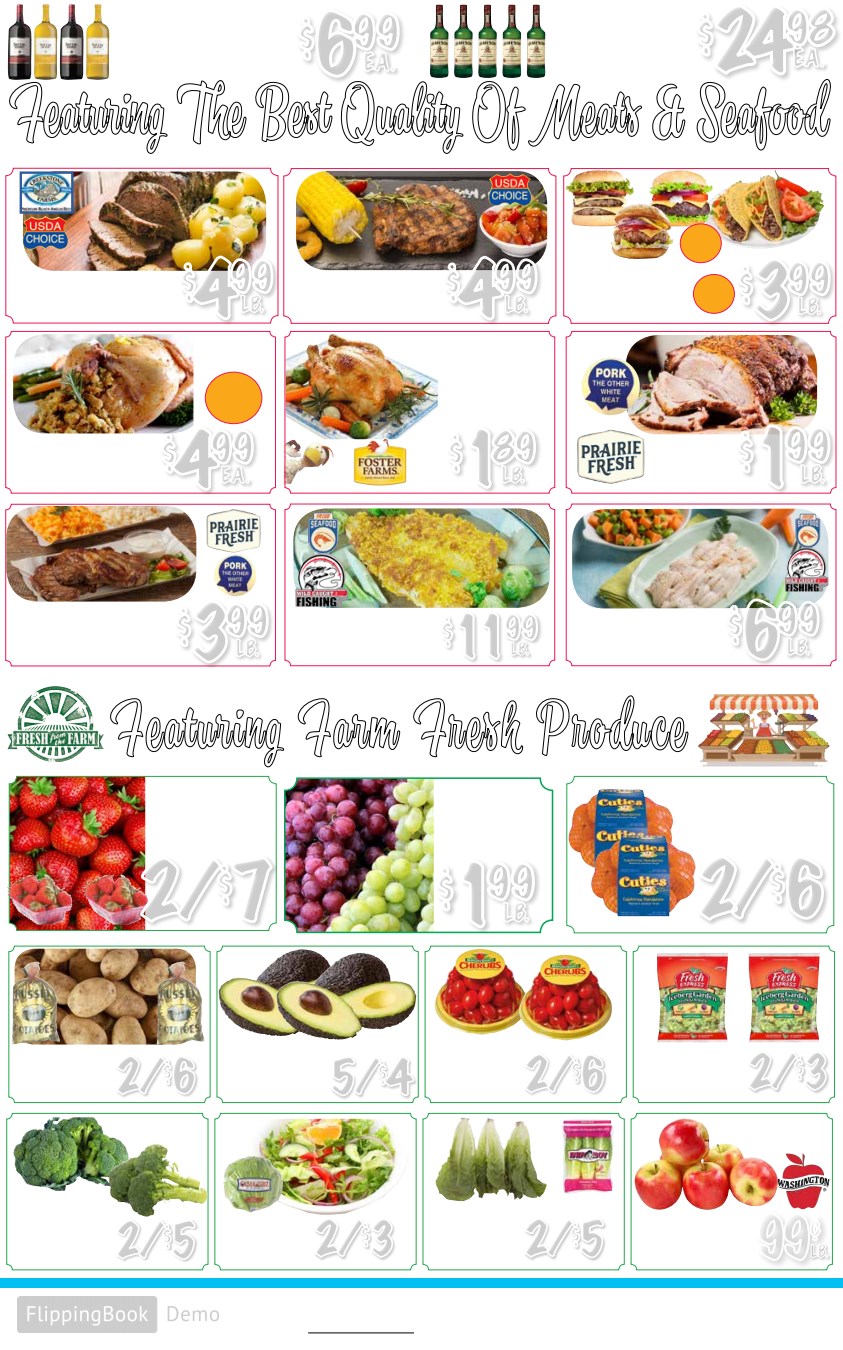 $6.99 EA.
$24.98 EA.
Featuring The Best Quality Of Meats & Seafood
CREEKSTONE FARMS
USDA CHOICE
$4.99 LB.
USDA CHOICE
$4.99 LB.
$3.99 LB.
$4.99 EA.
FOSTER FARMS
$1.89 LB.
PORK
THE OTHER
WHITE
MEAT
PRAIRIE
FRESH
$1.99 LB.
PRAIRIE
FRESH
PORK
THE OTHER
WHITE
MEAT
$3.99 LB.
SEAFOOD
WILD CAUGHT
FISHING
$11.99 LB.
SEAFOOD
WILD CAUGHT
FISHING
$6.99 LB.
FRESH from the FARM
Featuring Farm Fresh Produce
2/$7
$1.99 LB.
Cuties
Cuties
Cuties
Cuties
2/$6
RUSSET
POTATOES
RUSSET
POTATOES
2/$6
5/$4
CHERUBS
CHERUBS
2/$6
Fresh
EXPRESS
Iceberg Garden
Fresh
EXPRESS
Iceberg Garden
2/$3
2/$5
2/$3
ANDY BOY
2/$5
WASHINGTON
99¢ LB.
FlippingBook Demo